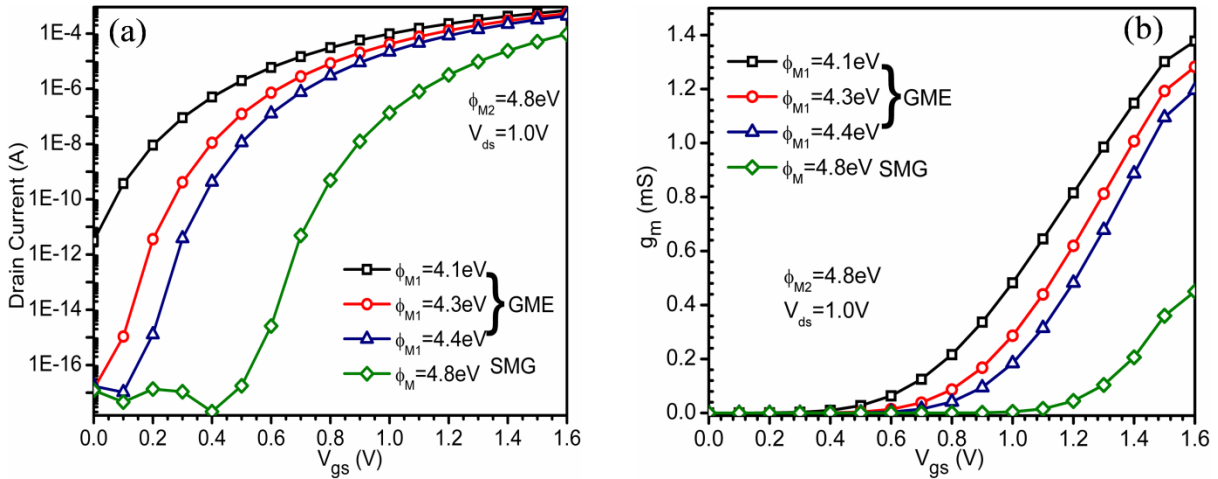 (a)
1E-4
1E-6
1E-8
1E-10
1E-12
1E-14
1E-16
Drain Current (A)
ϕM2=4.8eV
Vds=1.0V
ϕM1=4.1eV
ϕM1=4.3eV
ϕM1=4.4eV
GME
ϕM=4.8eV SMG
0.0 0.2 0.4 0.6 0.8 1.0 1.2 1.4 1.6
Vgs (V)
(b)
1.4
1.2
1.0
0.8
0.6
0.4
0.2
0.0
gm (mS)
ϕM1=4.1eV
ϕM1=4.3eV
ϕM1=4.4eV
GME
ϕM=4.8eV SMG
ϕM2=4.8eV
Vds=1.0V
0.0 0.2 0.4 0.6 0.8 1.0 1.2 1.4 1.6
Vgs (V)